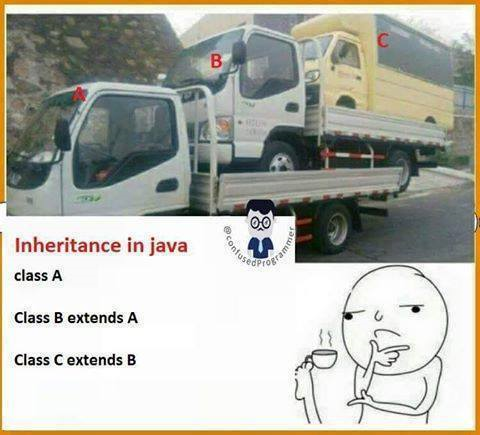 A
B
C
@confusedProgrammer
Inheritance in java
class A
Class B extends A
Class C extends B